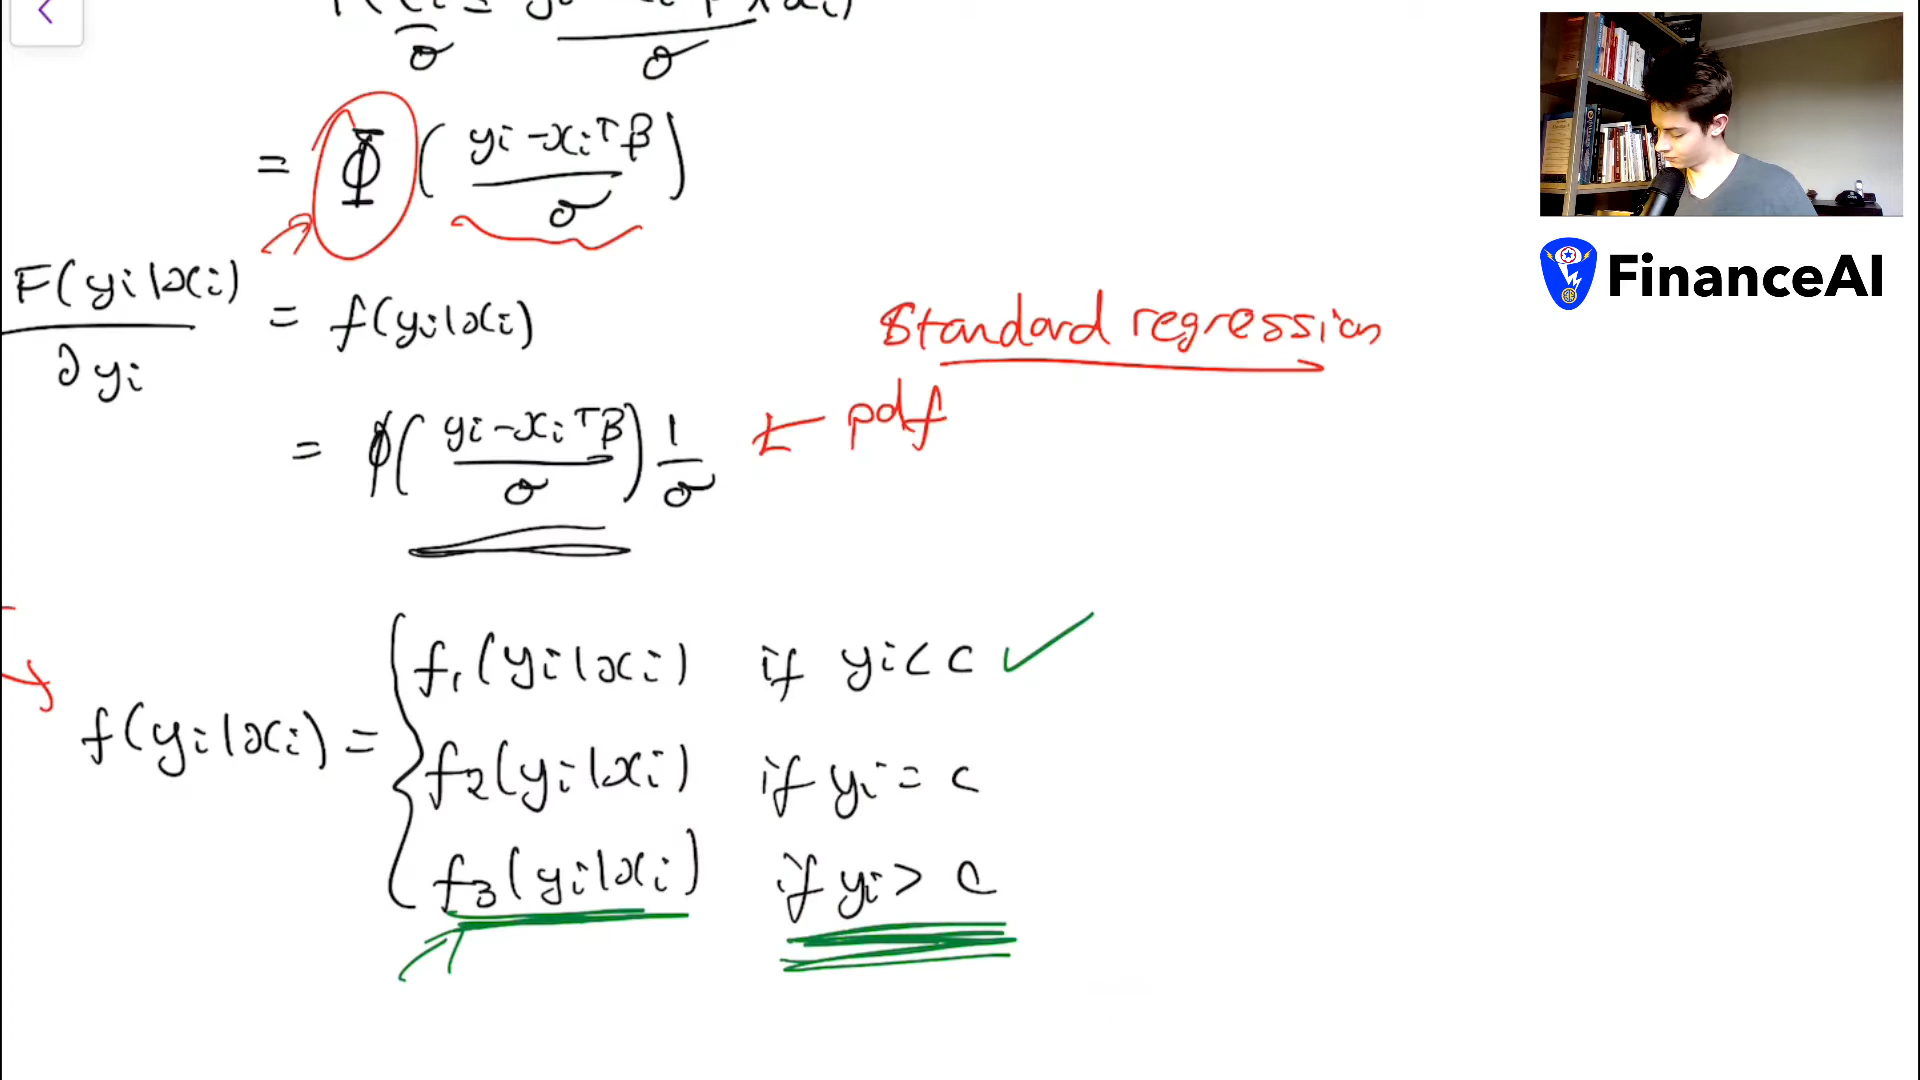 σ σ
= Φ ( yi - xiᵀβ / σ )
F(yi|xi) / ∂yi = f(yi|xi)
= ϕ( yi - xiᵀβ / σ ) 1/σ ← pdf
Standard regression
f(yi|xi) = { f₁(yi|xi) if yi < c ✓
f₂(yi|xi) if yi = c
f₃(yi|xi) if yi > c
FinanceAI